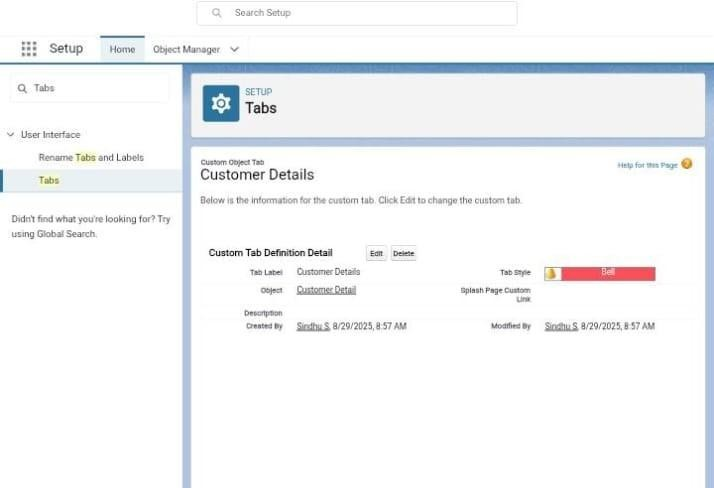 Search Setup
Setup
Home
Object Manager
Tabs
User Interface
Rename Tabs and Labels
Tabs
Didn't find what you're looking for? Try
using Global Search.
SETUP
Tabs
Custom Object Tab
Customer Details
Help for this Page
Below is the information for the custom tab. Click Edit to change the custom tab.
Custom Tab Definition Detail
Edit
Delete
Tab Label Customer Details
Tab Style Bell
Object Customer Detail
Splash Page Custom
Link
Description
Created By Sindhu S, 8/29/2025, 8:57 AM
Modified By Sindhu S, 8/29/2025, 8:57 AM